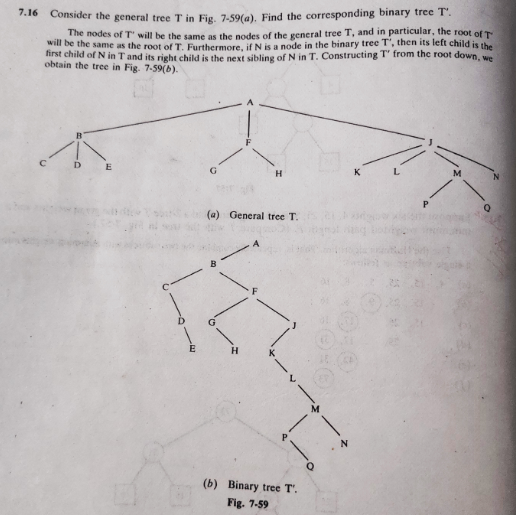 7.16 Consider the general tree T in Fig. 7-59(a). Find the corresponding binary tree T'.
The nodes of T' will be the same as the nodes of the general tree T, and in particular, the root of T'
will be the same as the root of T. Furthermore, if N is a node in the binary tree T', then its left child is the
first child of N in T and its right child is the next sibling of N in T. Constructing T' from the root down, we
obtain the tree in Fig. 7-59(b).
A
B F J
C D E G H K L M N
P Q
(a) General tree T.
A
B
C F
D G J
E H K
L
M
P N
Q
(b) Binary tree T'.
Fig. 7-59